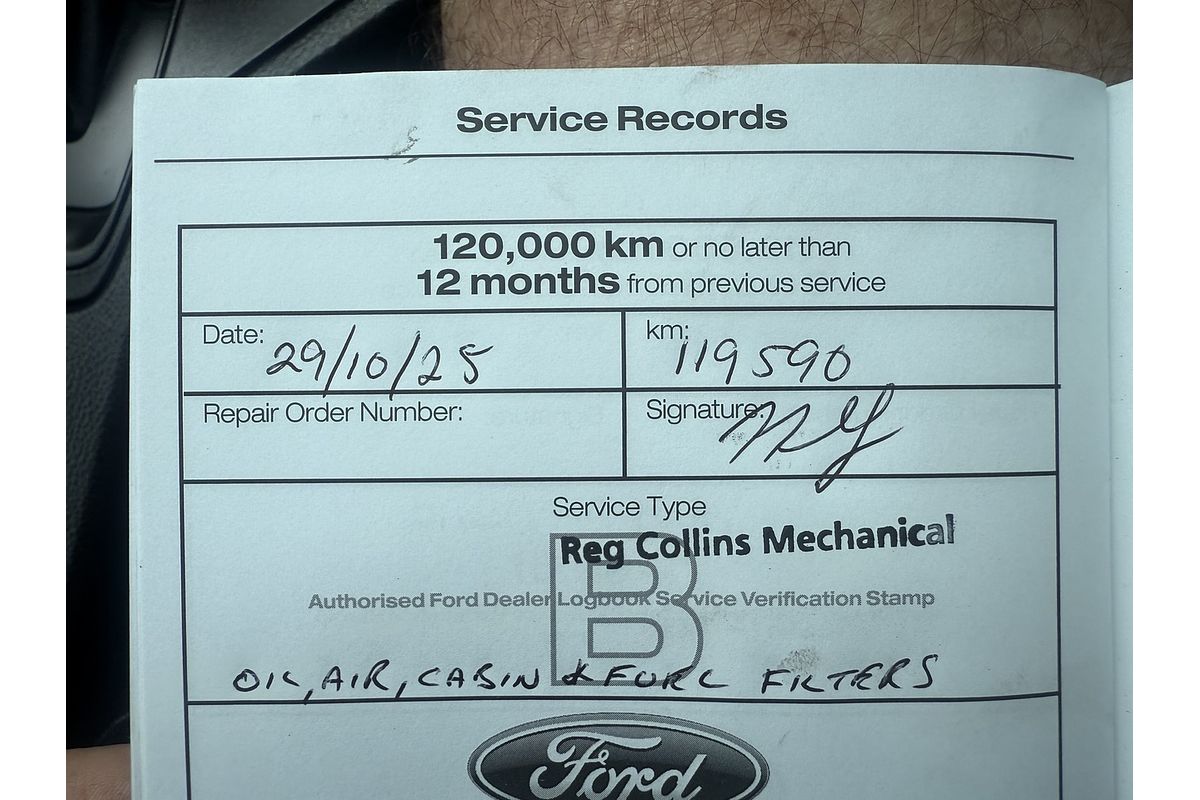 Service Records
120,000 km or no later than
12 months from previous service
Date: 29/10/25
km: 119590
Repair Order Number:
Signature:
Service Type
B
Reg Collins Mechanical
Authorised Ford Dealer Logbook Service Verification Stamp
OIL, AIR, CABIN & FUEL FILTERS
Ford